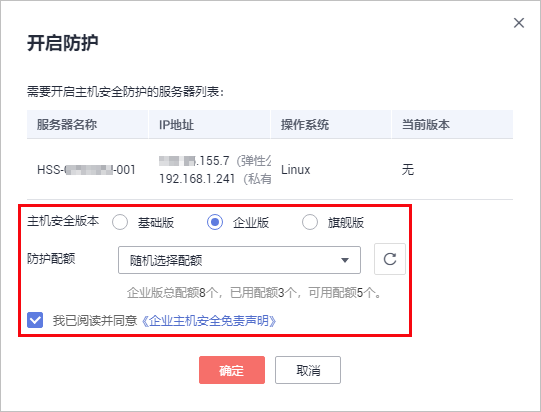 开启防护
需要开启主机安全防护的服务器列表：
服务器名称 IP地址 操作系统 当前版本
HSS- -001 .155.7（弹性公 Linux 无
192.168.1.241（私有
主机安全版本 基础版 企业版 旗舰版
防护配额 随机选择配额
企业版总配额8个，已用配额3个，可用配额5个。
我已阅读并同意《企业主机安全免责声明》
确定 取消